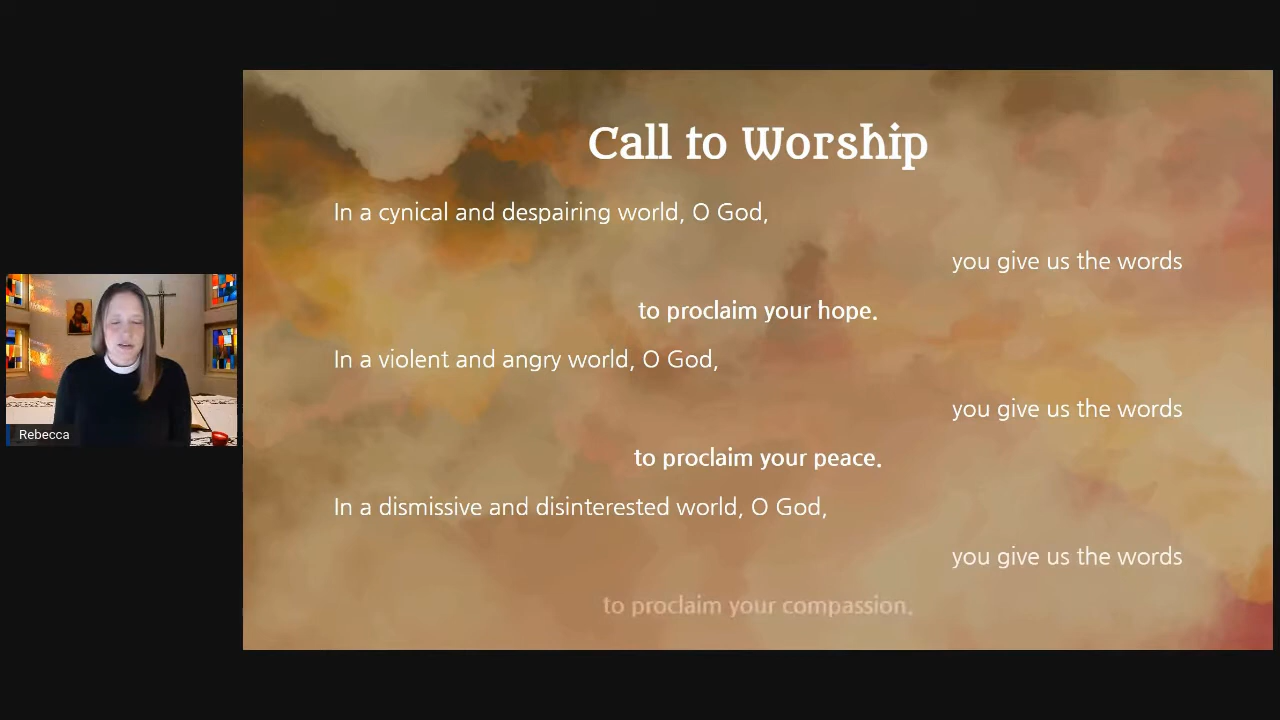 Call to Worship
In a cynical and despairing world, O God,
you give us the words
to proclaim your hope.
In a violent and angry world, O God,
you give us the words
to proclaim your peace.
In a dismissive and disinterested world, O God,
you give us the words
to proclaim your compassion.
Rebecca